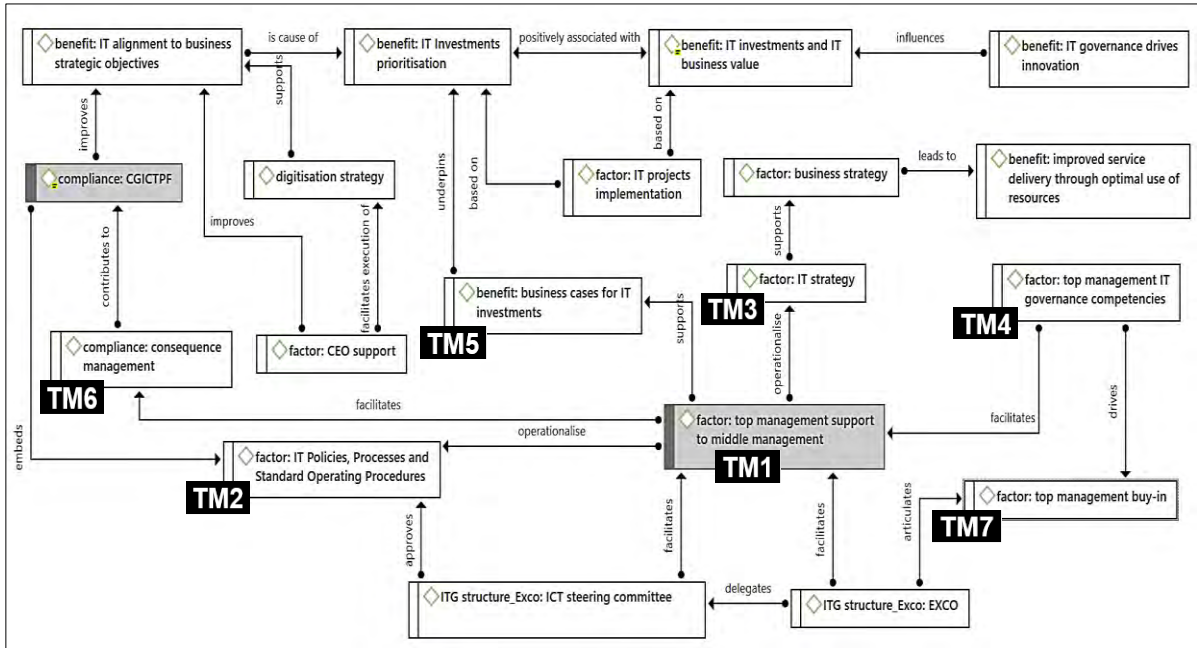 benefit: IT alignment to business
strategic objectives
is cause of
benefit: IT Investments
prioritisation
positively associated with
benefit: IT investments and IT
business value
influences
benefit: IT governance drives
innovation
improves
supports
compliance: CGICTPF
digitisation strategy
underpins
based on
based on
factor: IT projects
implementation
factor: business strategy
leads to
benefit: improved service
delivery through optimal use of
resources
contributes to
improves
facilitates execution of
supports
benefit: business cases for IT
investments
TM5
factor: IT strategy
TM3
factor: top management IT
governance competencies
TM4
compliance: consequence
management
TM6
factor: CEO support
supports
operationalise
facilitates
factor: top management support
to middle management
TM1
facilitates
drives
embeds
operationalise
factor: IT Policies, Processes and
Standard Operating Procedures
TM2
factor: top management buy-in
TM7
approves
facilitates
facilitates
articulates
ITG structure_Exco: ICT steering committee
delegates
ITG structure_Exco: EXCO